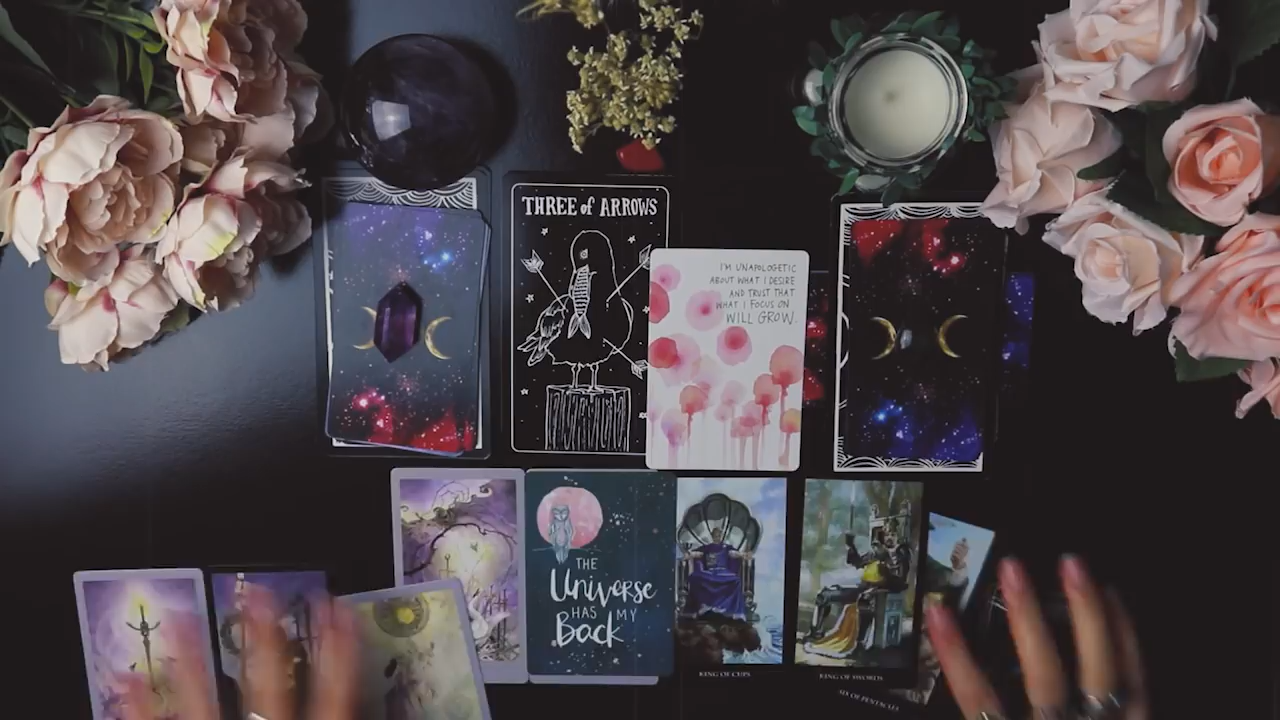 THREE of ARROWS
I'M UNAPOLOGETIC
ABOUT WHAT I DESIRE
AND TRUST THAT
WHAT I FOCUS ON
WILL GROW.
THE
Universe
HAS MY
Back
KING OF CUPS
KING OF SWORDS
OF PENTACLES